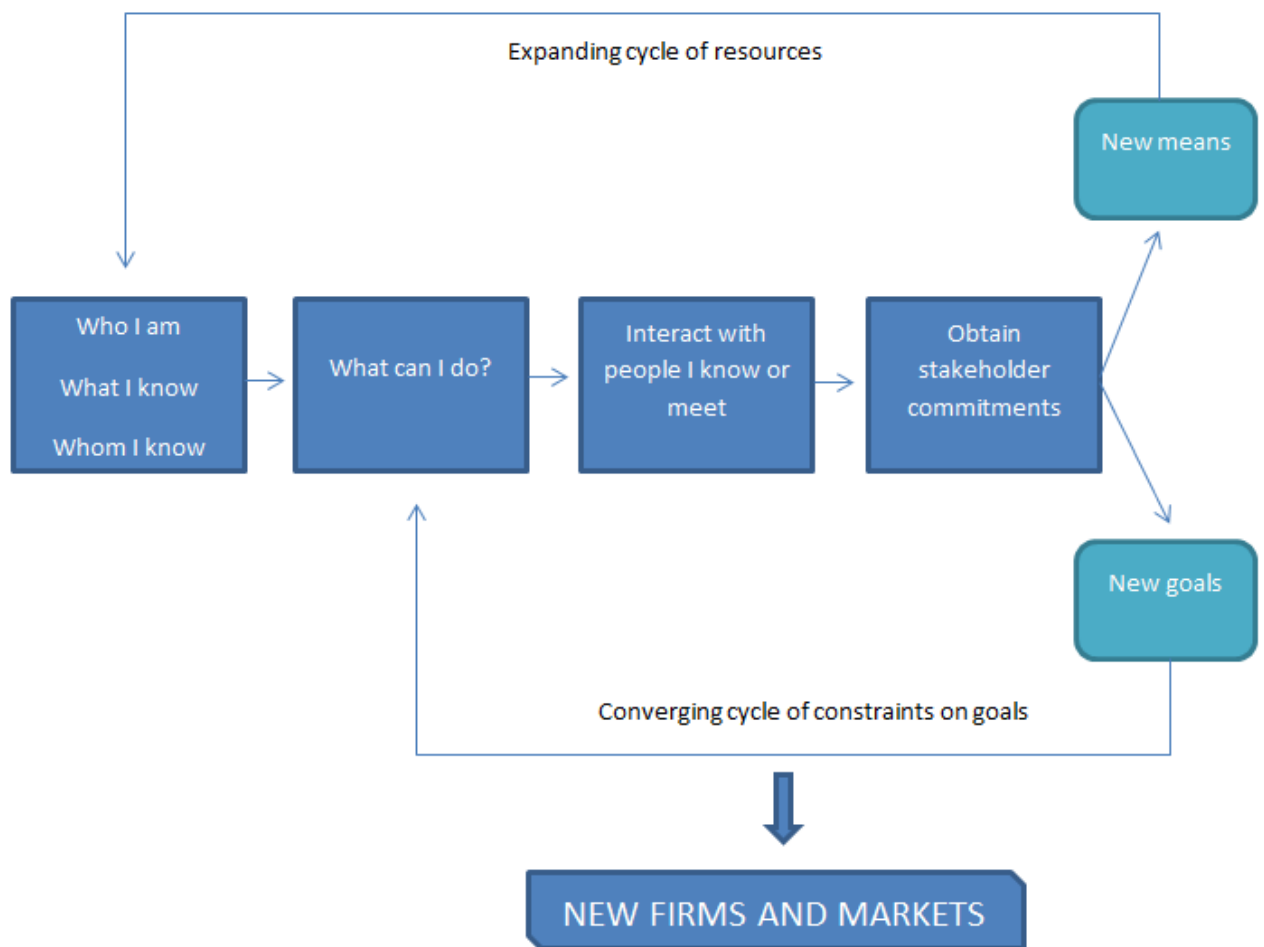 Expanding cycle of resources
New means
Who I am
What I know
Whom I know
What can I do?
Interact with
people I know or
meet
Obtain
stakeholder
commitments
New goals
Converging cycle of constraints on goals
NEW FIRMS AND MARKETS